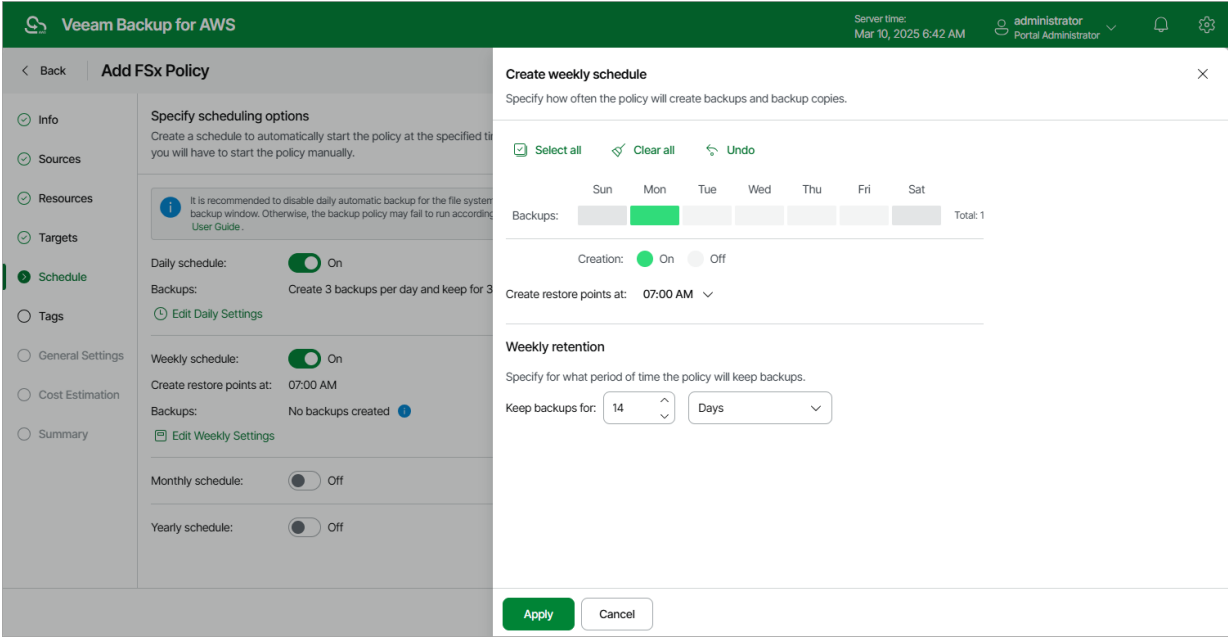 Veeam Backup for AWS
Server time:
Mar 10, 2025 6:42 AM
administrator
Portal Administrator
Back
Add FSx Policy
Info
Sources
Resources
Targets
Schedule
Tags
General Settings
Cost Estimation
Summary
Specify scheduling options
Create a schedule to automatically start the policy at the specified
you will have to start the policy manually.
It is recommended to disable daily automatic backup for the file system
backup window. Otherwise, the backup policy may fail to run according
User Guide .
Daily schedule: On
Backups: Create 3 backups per day and keep for 3
Edit Daily Settings
Weekly schedule: On
Create restore points at: 07:00 AM
Backups: No backups created
Edit Weekly Settings
Monthly schedule: Off
Yearly schedule: Off
Create weekly schedule
Specify how often the policy will create backups and backup copies.
Select all Clear all Undo
Sun Mon Tue Wed Thu Fri Sat
Backups: Total: 1
Creation: On Off
Create restore points at: 07:00 AM
Weekly retention
Specify for what period of time the policy will keep backups.
Keep backups for: 14 Days
Apply Cancel